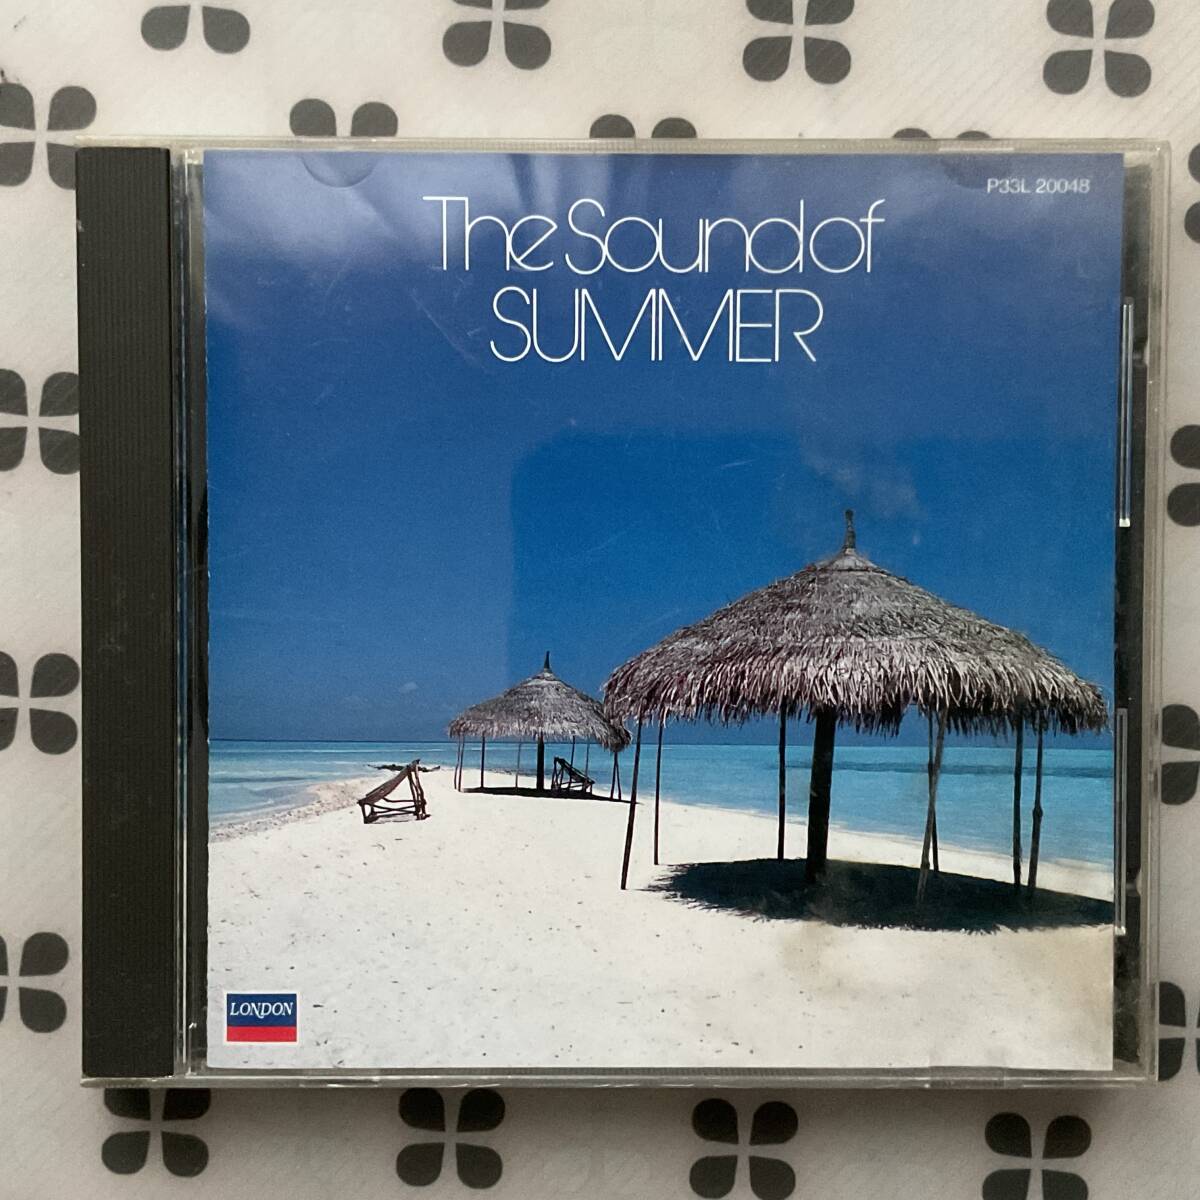 P33L 20048
The Sound of
SUMMER
LONDON